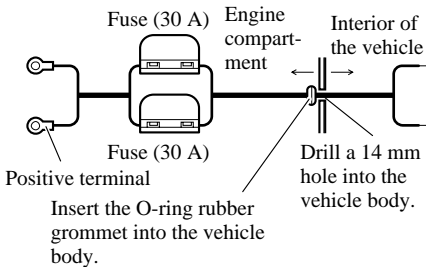 Fuse (30 A)
Engine
compart-
ment
Interior of
the vehicle
Fuse (30 A)
Positive terminal
Drill a 14 mm
hole into the
vehicle body.
Insert the O-ring rubber
grommet into the vehicle
body.